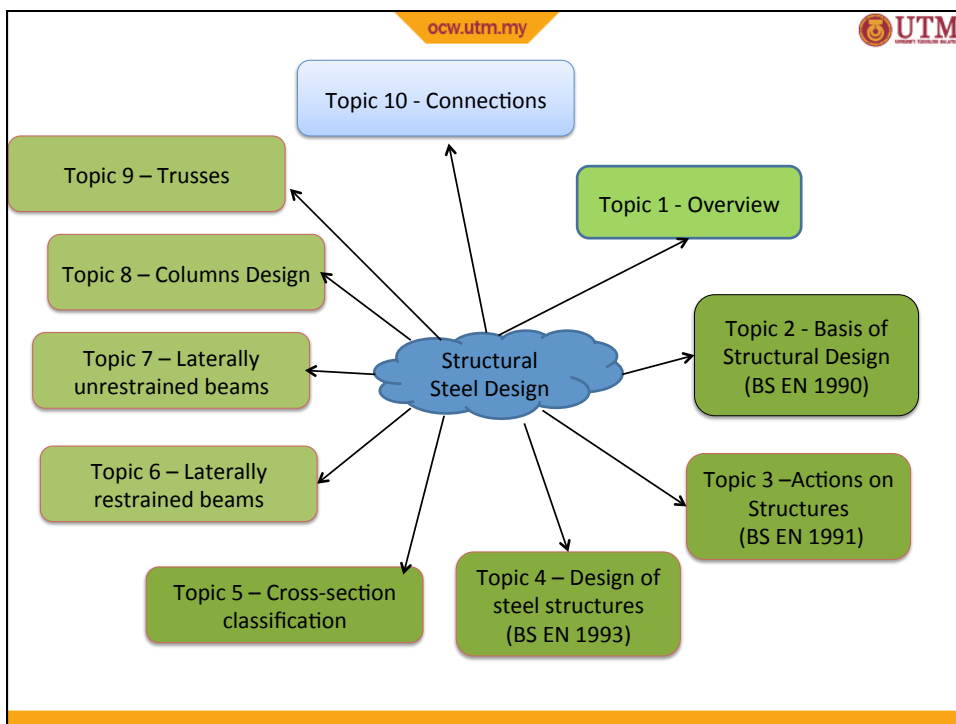 ocw.utm.my
UTM
UNIVERSITI TEKNOLOGI MALAYSIA
Topic 10 - Connections
Topic 9 – Trusses
Topic 1 - Overview
Topic 8 – Columns Design
Topic 2 - Basis of
Structural Design
(BS EN 1990)
Structural
Steel Design
Topic 7 – Laterally
unrestrained beams
Topic 6 – Laterally
restrained beams
Topic 3 –Actions on
Structures
(BS EN 1991)
Topic 5 – Cross-section
classification
Topic 4 – Design of
steel structures
(BS EN 1993)